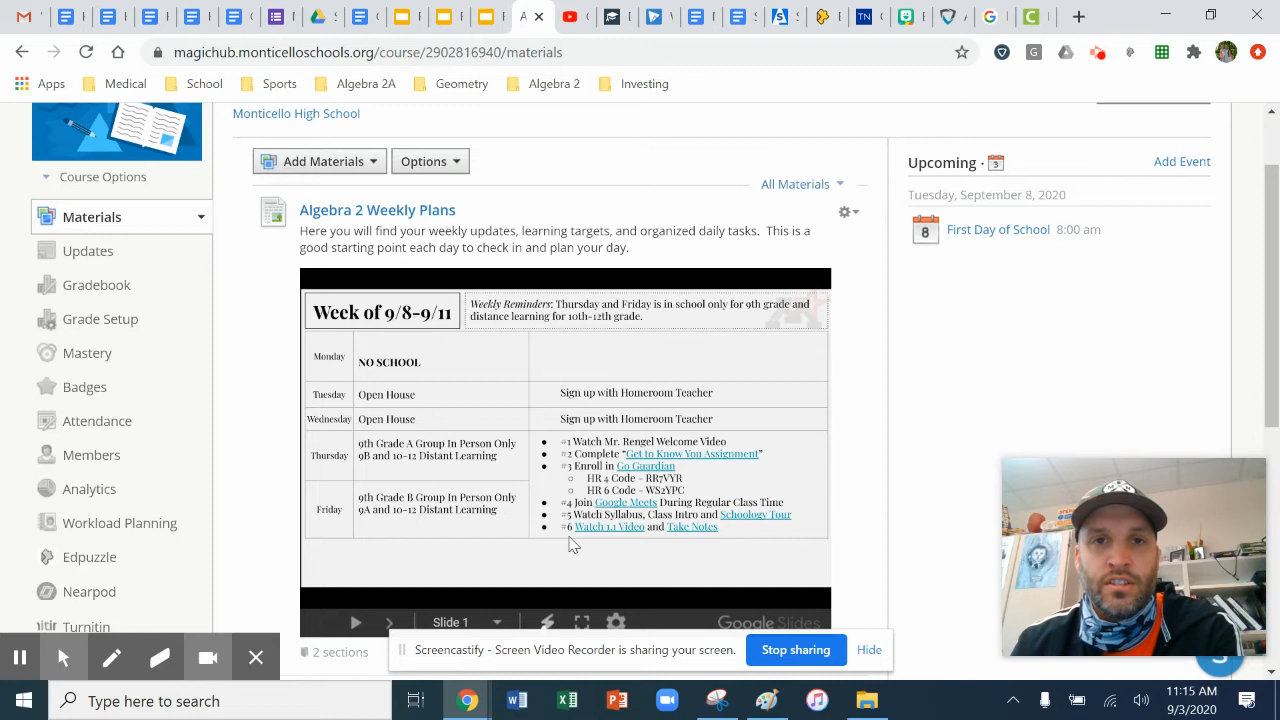 magichub.monticelloschools.org/course/2902816940/materials
Apps Medical School Sports Algebra 2A Geometry Algebra 2 Investing
Monticello High School
Course Options
Materials
Updates
Gradebook
Grade Setup
Mastery
Badges
Attendance
Members
Analytics
Workload Planning
Edpuzzle
Nearpod
Turnitin
Add Materials Options
All Materials
Algebra 2 Weekly Plans
Here you will find your weekly updates, learning targets, and organized daily tasks. This is a
good starting point each day to check in and plan your day.
Week of 9/8-9/11
Weekly Reminders: Thursday and Friday is in school only for 9th grade and
distance learning for 10th-12th grade.
Monday NO SCHOOL
Tuesday Open House Sign up with Homeroom Teacher
Wednesday Open House Sign up with Homeroom Teacher
Thursday
9th Grade A Group In Person Only
9B and 10-12 Distant Learning
Friday
9th Grade B Group In Person Only
9A and 10-12 Distant Learning
#1 Watch Mr. Rengel Welcome Video
#2 Complete “Get to Know You Assignment”
#3 Enroll in Go Guardian
HR 4 Code - RR7VYR
HR 6 Code - WS2YPC
#4 Join Google Meets During Regular Class Time
#5 Watch Syllabus, Class Intro and Schoology Tour
#6 Watch 1.1 Video and Take Notes
Slide 1
Google Slides
2 sections
Upcoming · 3 Add Event
Tuesday, September 8, 2020
8 First Day of School 8:00 am
Screencastify - Screen Video Recorder is sharing your screen. Stop sharing Hide
Type here to search
11:15 AM
9/3/2020